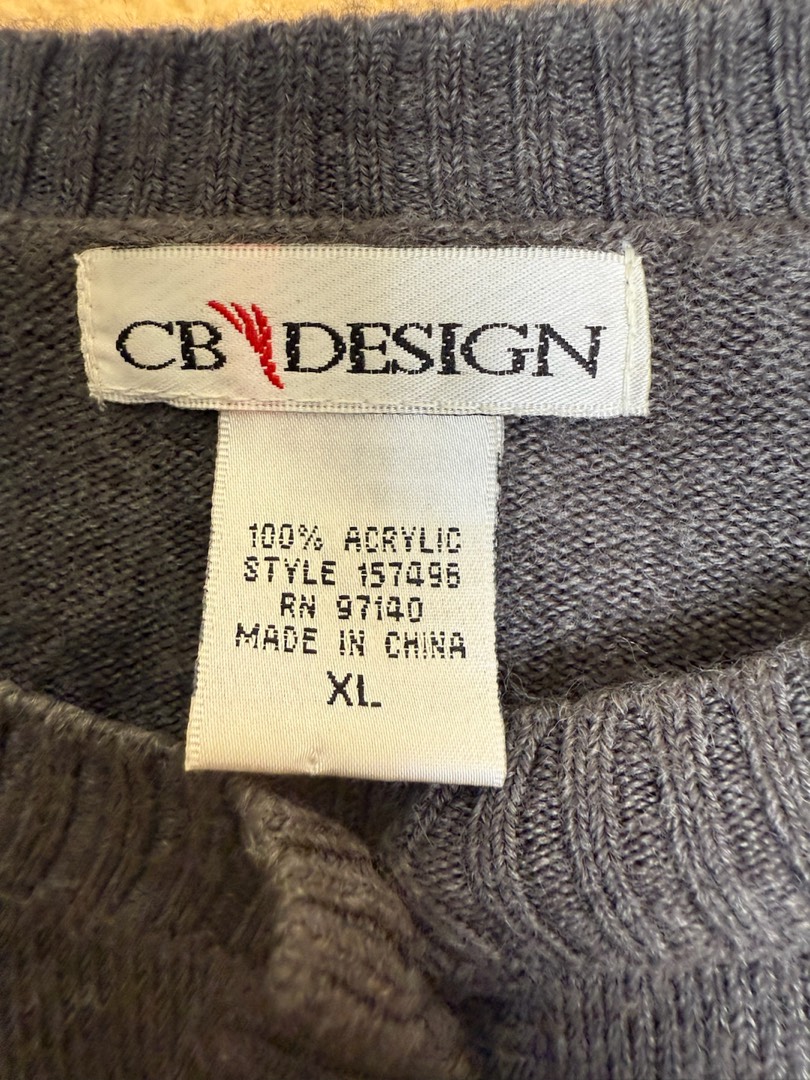 CB DESIGN
100% ACRYLIC
STYLE 157496
RN 97140
MADE IN CHINA
XL